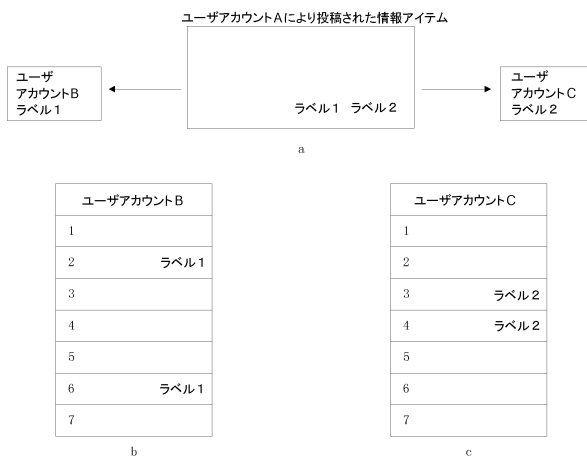 ユーザアカウントAにより投稿された情報アイテム
ユーザ
アカウントB
ラベル1
ラベル1 ラベル2
ユーザ
アカウントC
ラベル2
a
ユーザアカウントB
1
2 ラベル1
3
4
5
6 ラベル1
7
b
ユーザアカウントC
1
2
3 ラベル2
4 ラベル2
5
6
7
c